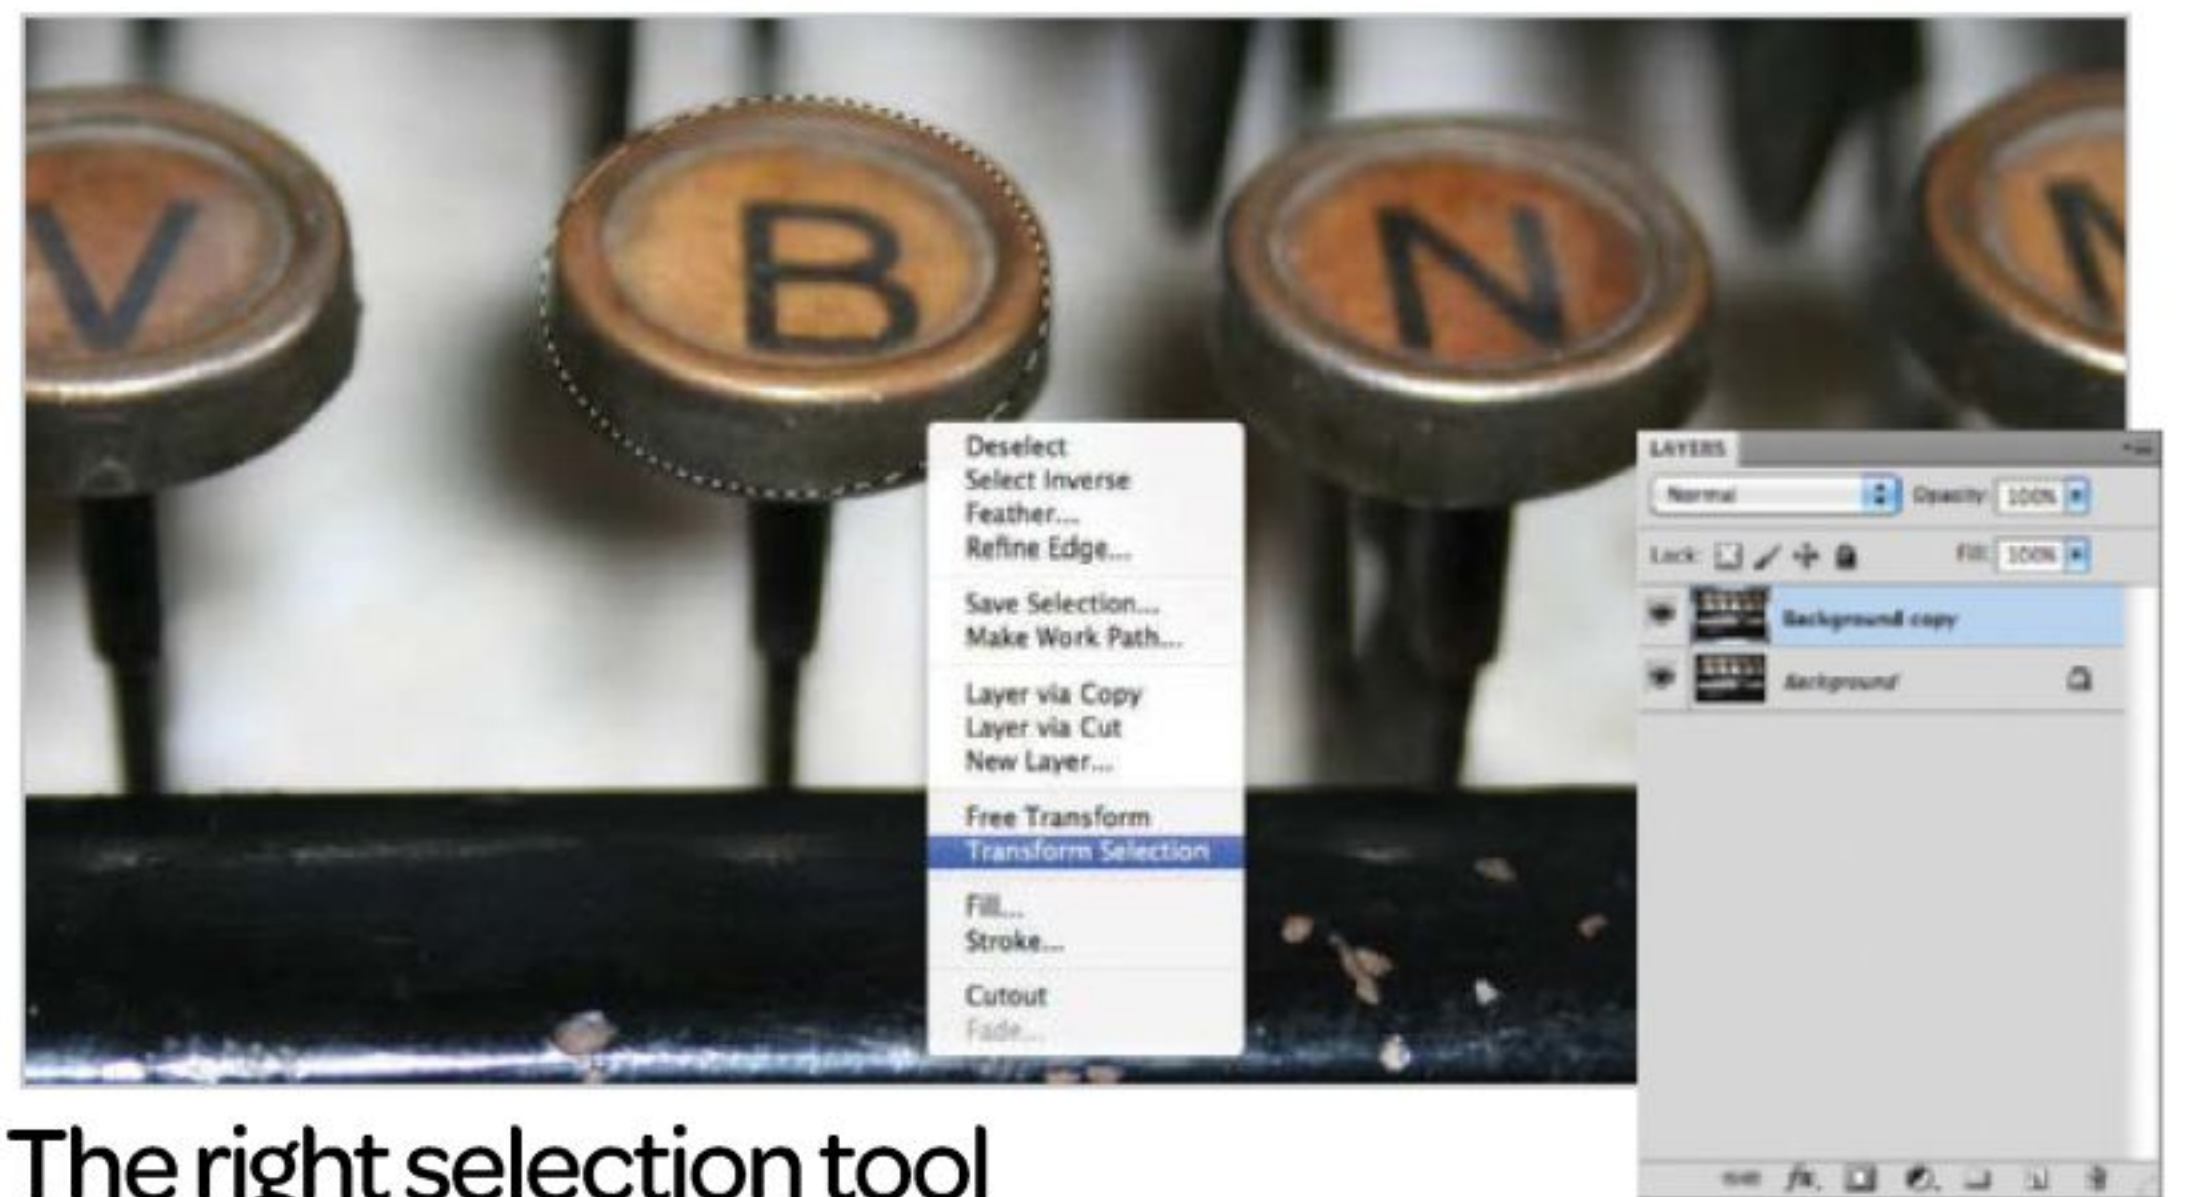 V
B
N
Deselect
Select Inverse
Feather...
Refine Edge...
Save Selection...
Make Work Path...
Layer via Copy
Layer via Cut
New Layer...
Free Transform
Transform Selection
Fill...
Stroke...
Cutout
Fade...
LAYERS
Normal
Opacity: 100%
Lock: Fill: 100%
Background copy
Background
fx.
The right selection tool